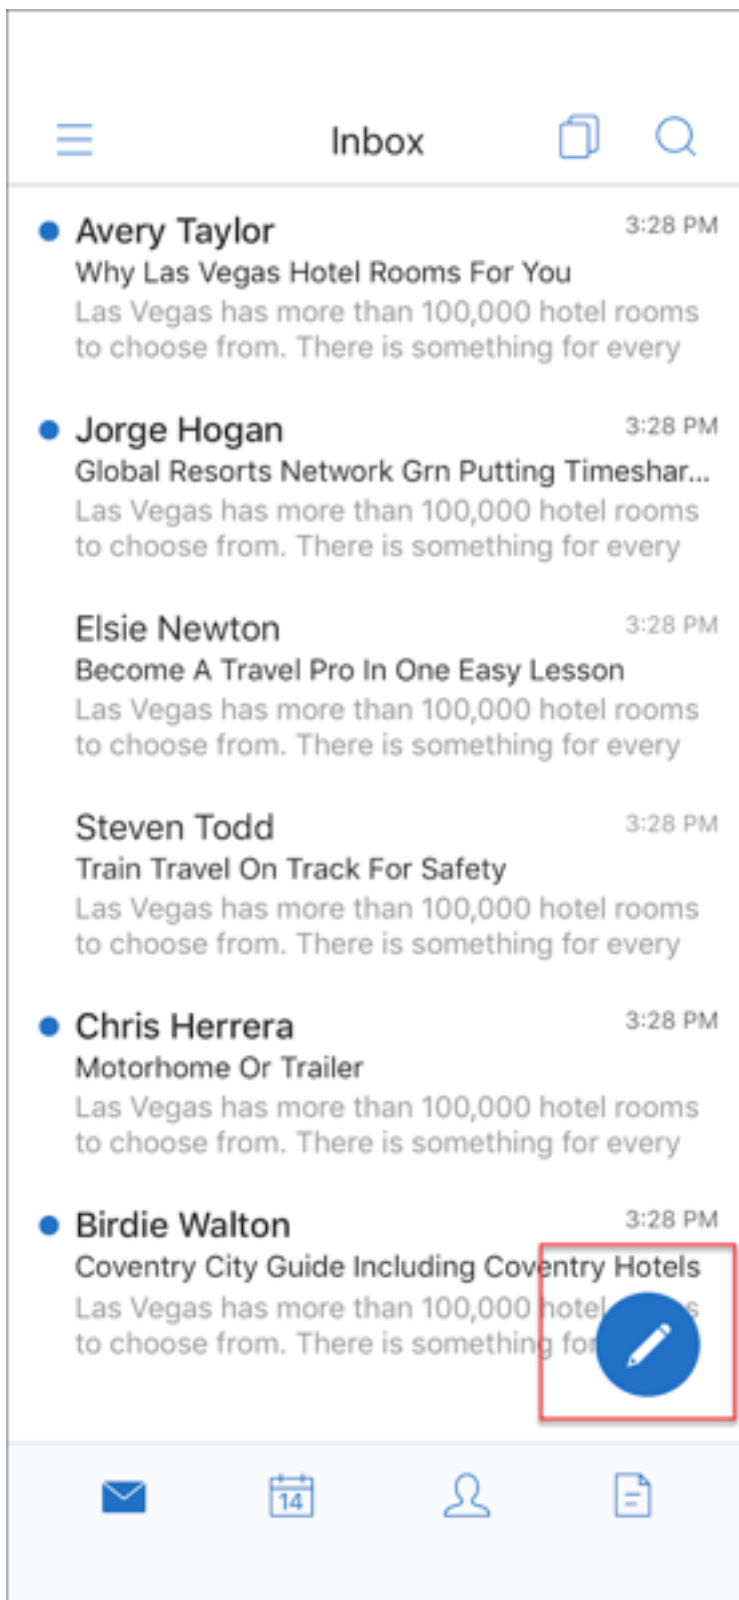 Inbox
Avery Taylor 3:28 PM
Why Las Vegas Hotel Rooms For You
Las Vegas has more than 100,000 hotel rooms
to choose from. There is something for every
Jorge Hogan 3:28 PM
Global Resorts Network Grn Putting Timeshar...
Las Vegas has more than 100,000 hotel rooms
to choose from. There is something for every
Elsie Newton 3:28 PM
Become A Travel Pro In One Easy Lesson
Las Vegas has more than 100,000 hotel rooms
to choose from. There is something for every
Steven Todd 3:28 PM
Train Travel On Track For Safety
Las Vegas has more than 100,000 hotel rooms
to choose from. There is something for every
Chris Herrera 3:28 PM
Motorhome Or Trailer
Las Vegas has more than 100,000 hotel rooms
to choose from. There is something for every
Birdie Walton 3:28 PM
Coventry City Guide Including Coventry Hotels
Las Vegas has more than 100,000 hotel
to choose from. There is something for
14